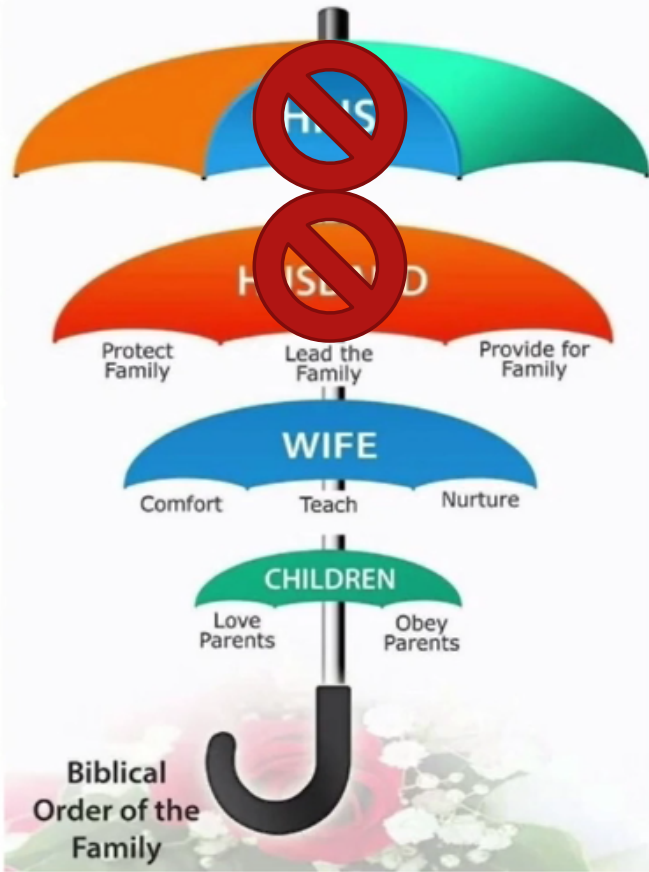 Protect
Family
Lead the
Family
Provide for
Family
WIFE
Comfort
Teach
Nurture
CHILDREN
Love
Parents
Obey
Parents
Biblical
Order of the
Family